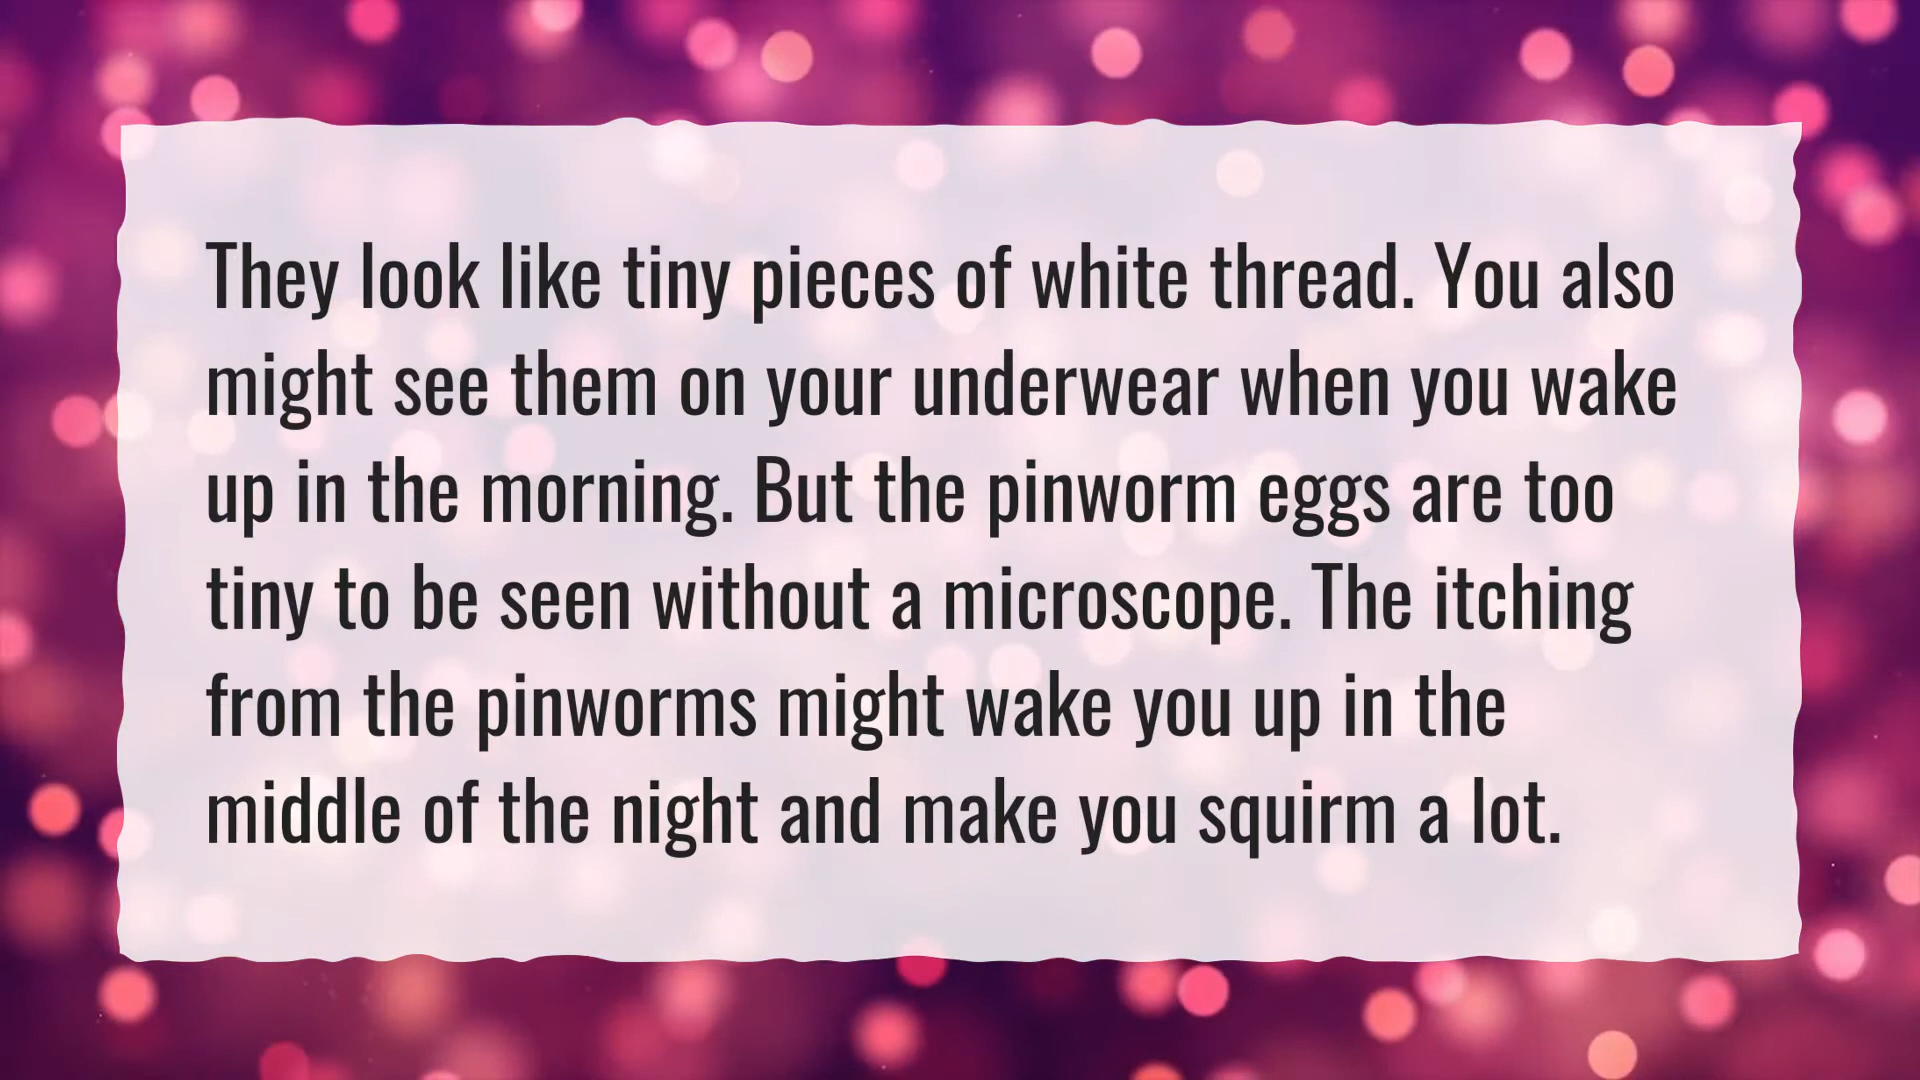 They look like tiny pieces of white thread. You also
might see them on your underwear when you wake
up in the morning. But the pinworm eggs are too
tiny to be seen without a microscope. The itching
from the pinworms might wake you up in the
middle of the night and make you squirm a lot.